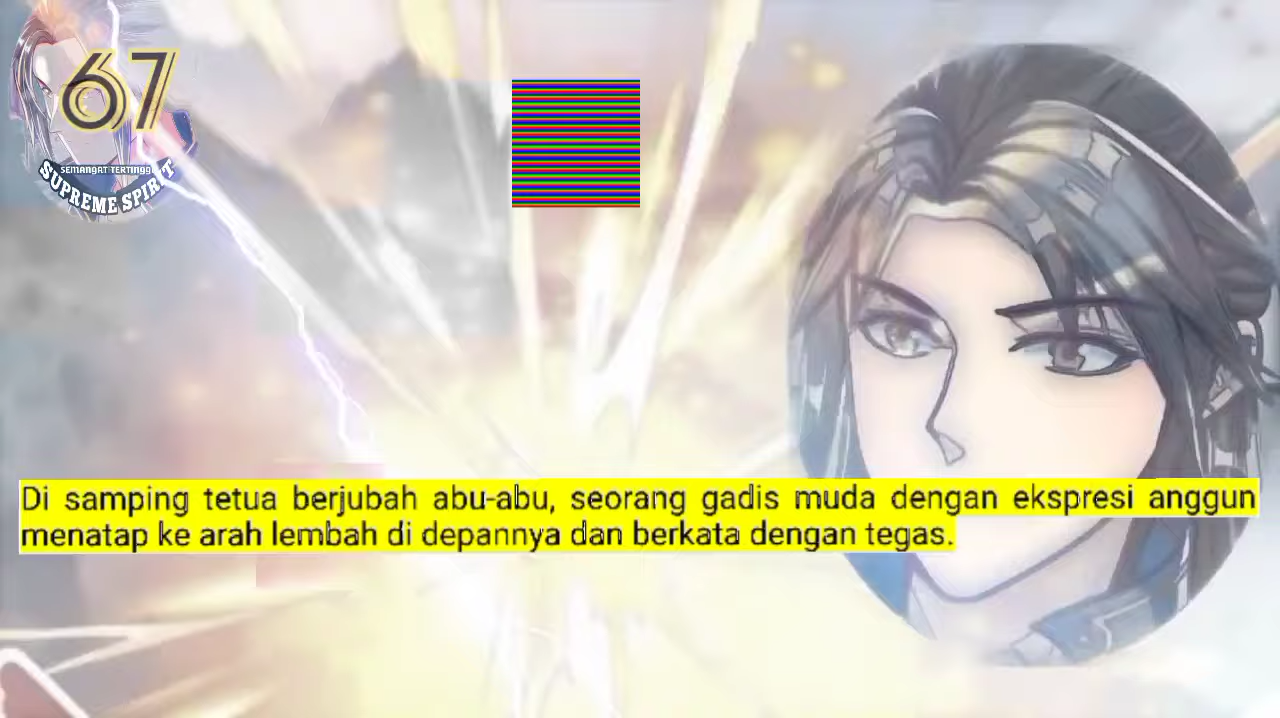 67
SEMANGAT TERTINGG
SUPREME SPIRIT
Di samping tetua berjubah abu-abu, seorang gadis muda dengan ekspresi anggun
menatap ke arah lembah di depannya dan berkata dengan tegas.